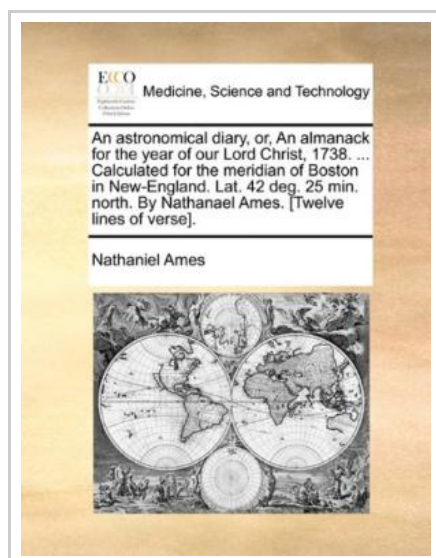 ECCO
Medicine, Science and Technology
An astronomical diary, or, An almanack
for the year of our Lord Christ, 1738. ...
Calculated for the meridian of Boston
in New-England. Lat. 42 deg. 25 min.
north. By Nathanael Ames. [Twelve
lines of verse].
Nathaniel Ames